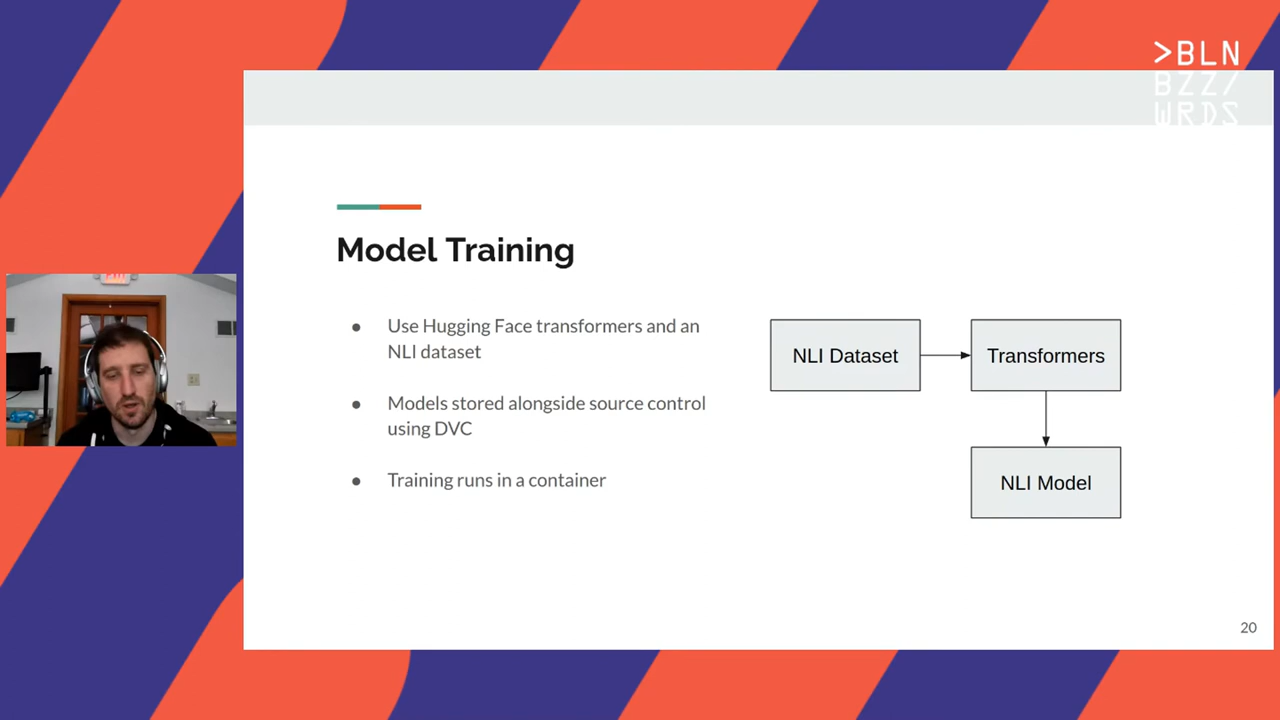 >BLN
BZZ/
WRDS
Model Training
● Use Hugging Face transformers and an
NLI dataset
● Models stored alongside source control
using DVC
● Training runs in a container
NLI Dataset
Transformers
NLI Model
20